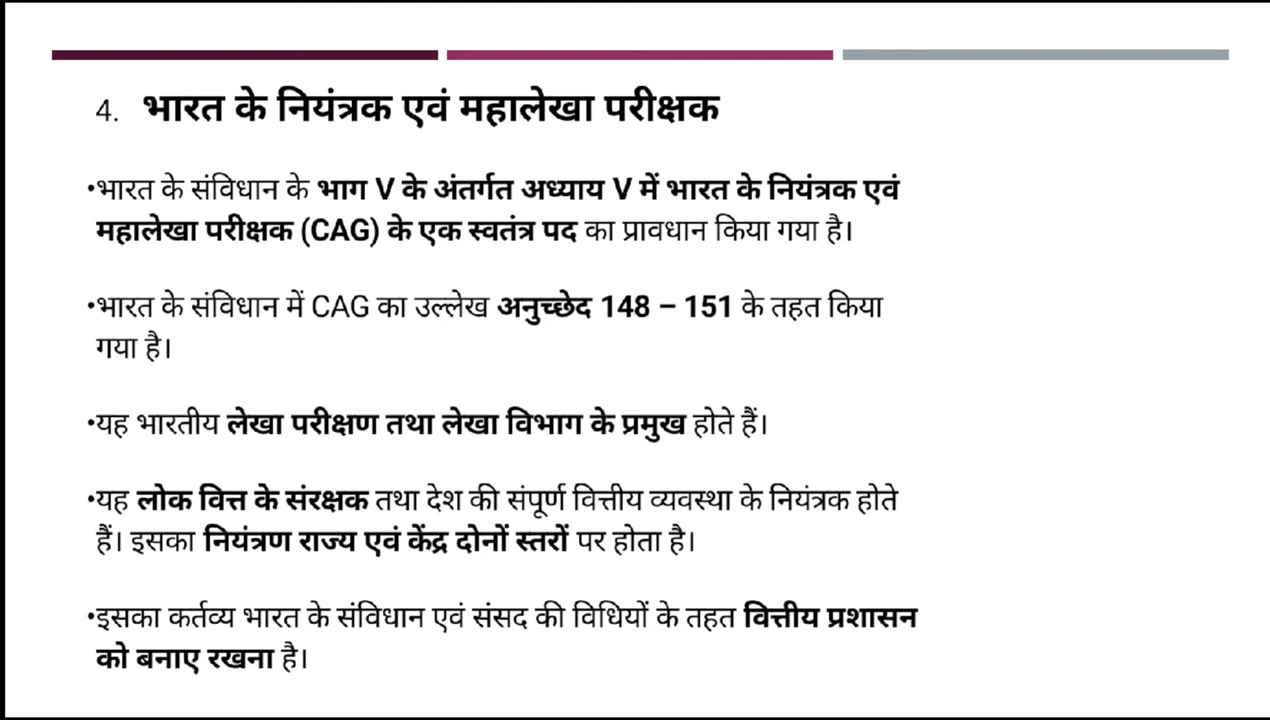 4. भारत के नियंत्रक एवं महालेखा परीक्षक
•भारत के संविधान के भाग V के अंतर्गत अध्याय V में भारत के नियंत्रक एवं
महालेखा परीक्षक (CAG) के एक स्वतंत्र पद का प्रावधान किया गया है।
•भारत के संविधान में CAG का उल्लेख अनुच्छेद 148 – 151 के तहत किया
गया है।
•यह भारतीय लेखा परीक्षण तथा लेखा विभाग के प्रमुख होते हैं।
•यह लोक वित्त के संरक्षक तथा देश की संपूर्ण वित्तीय व्यवस्था के नियंत्रक होते
हैं। इसका नियंत्रण राज्य एवं केंद्र दोनों स्तरों पर होता है।
•इसका कर्तव्य भारत के संविधान एवं संसद की विधियों के तहत वित्तीय प्रशासन
को बनाए रखना है।